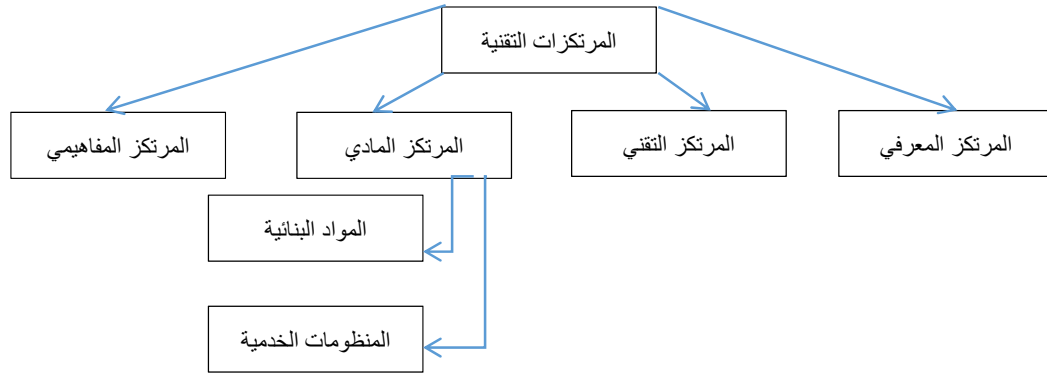 المرتكزات التقنية
المرتكز المعرفي
المرتكز التقني
المرتكز المادي
المرتكز المفاهيمي
المواد البنائية
المنظومات الخدمية